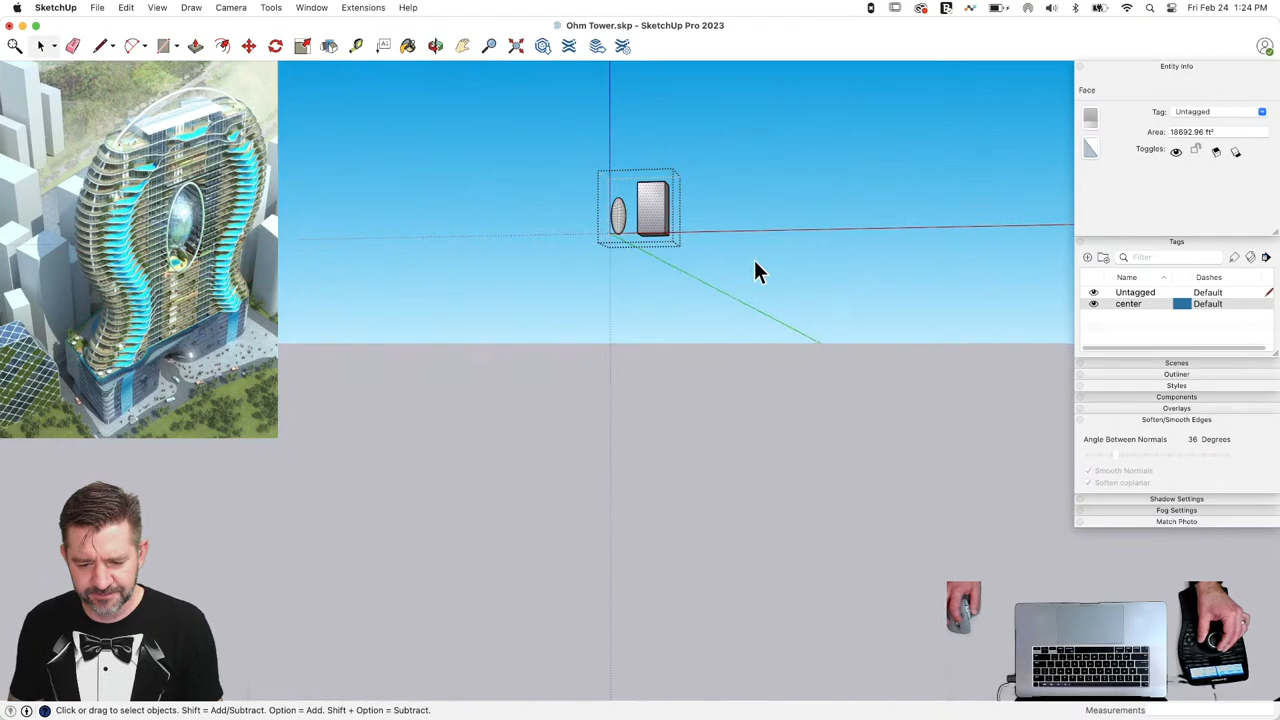 SketchUp File Edit View Draw Camera Tools Window Extensions Help Fri Feb 24 1:24 PM
Ohm Tower.skp - SketchUp Pro 2023
Entity Info
Face
Tag: Untagged
Area: 18692.96 ft²
Toggles:
Tags
Filter
Name Dashes
Untagged Default
center Default
Scenes
Outliner
Styles
Components
Overlays
Soften/Smooth Edges
Angle Between Normals 36 Degrees
Smooth Normals
Soften coplanar
Shadow Settings
Fog Settings
Match Photo
Click or drag to select objects. Shift = Add/Subtract. Option = Add. Shift + Option = Subtract.
Measurements